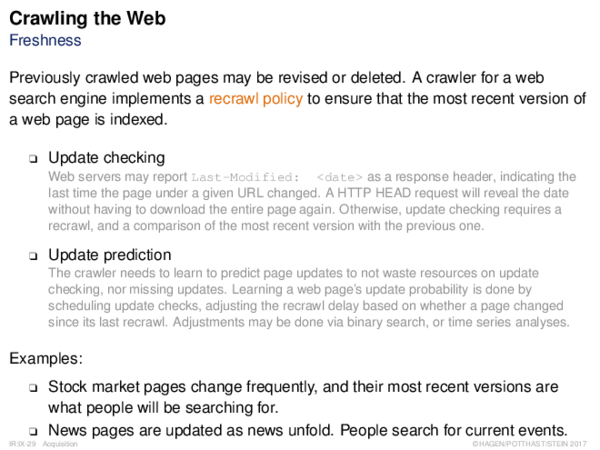 Crawling the Web
Freshness
Previously crawled web pages may be revised or deleted. A crawler for a web
search engine implements a recrawl policy to ensure that the most recent version of
a web page is indexed.
❑ Update checking
Web servers may report Last-Modified: <date> as a response header, indicating the
last time the page under a given URL changed. A HTTP HEAD request will reveal the date
without having to download the entire page again. Otherwise, update checking requires a
recrawl, and a comparison of the most recent version with the previous one.
❑ Update prediction
The crawler needs to learn to predict page updates to not waste resources on update
checking, nor missing updates. Learning a web page's update probability is done by
scheduling update checks, adjusting the recrawl delay based on whether a page changed
since its last recrawl. Adjustments may be done via binary search, or time series analyses.
Examples:
❑ Stock market pages change frequently, and their most recent versions are
what people will be searching for.
❑ News pages are updated as news unfold. People search for current events.
IR:IX-29 Acquisition ©HAGEN/POTTHAST/STEIN 2017